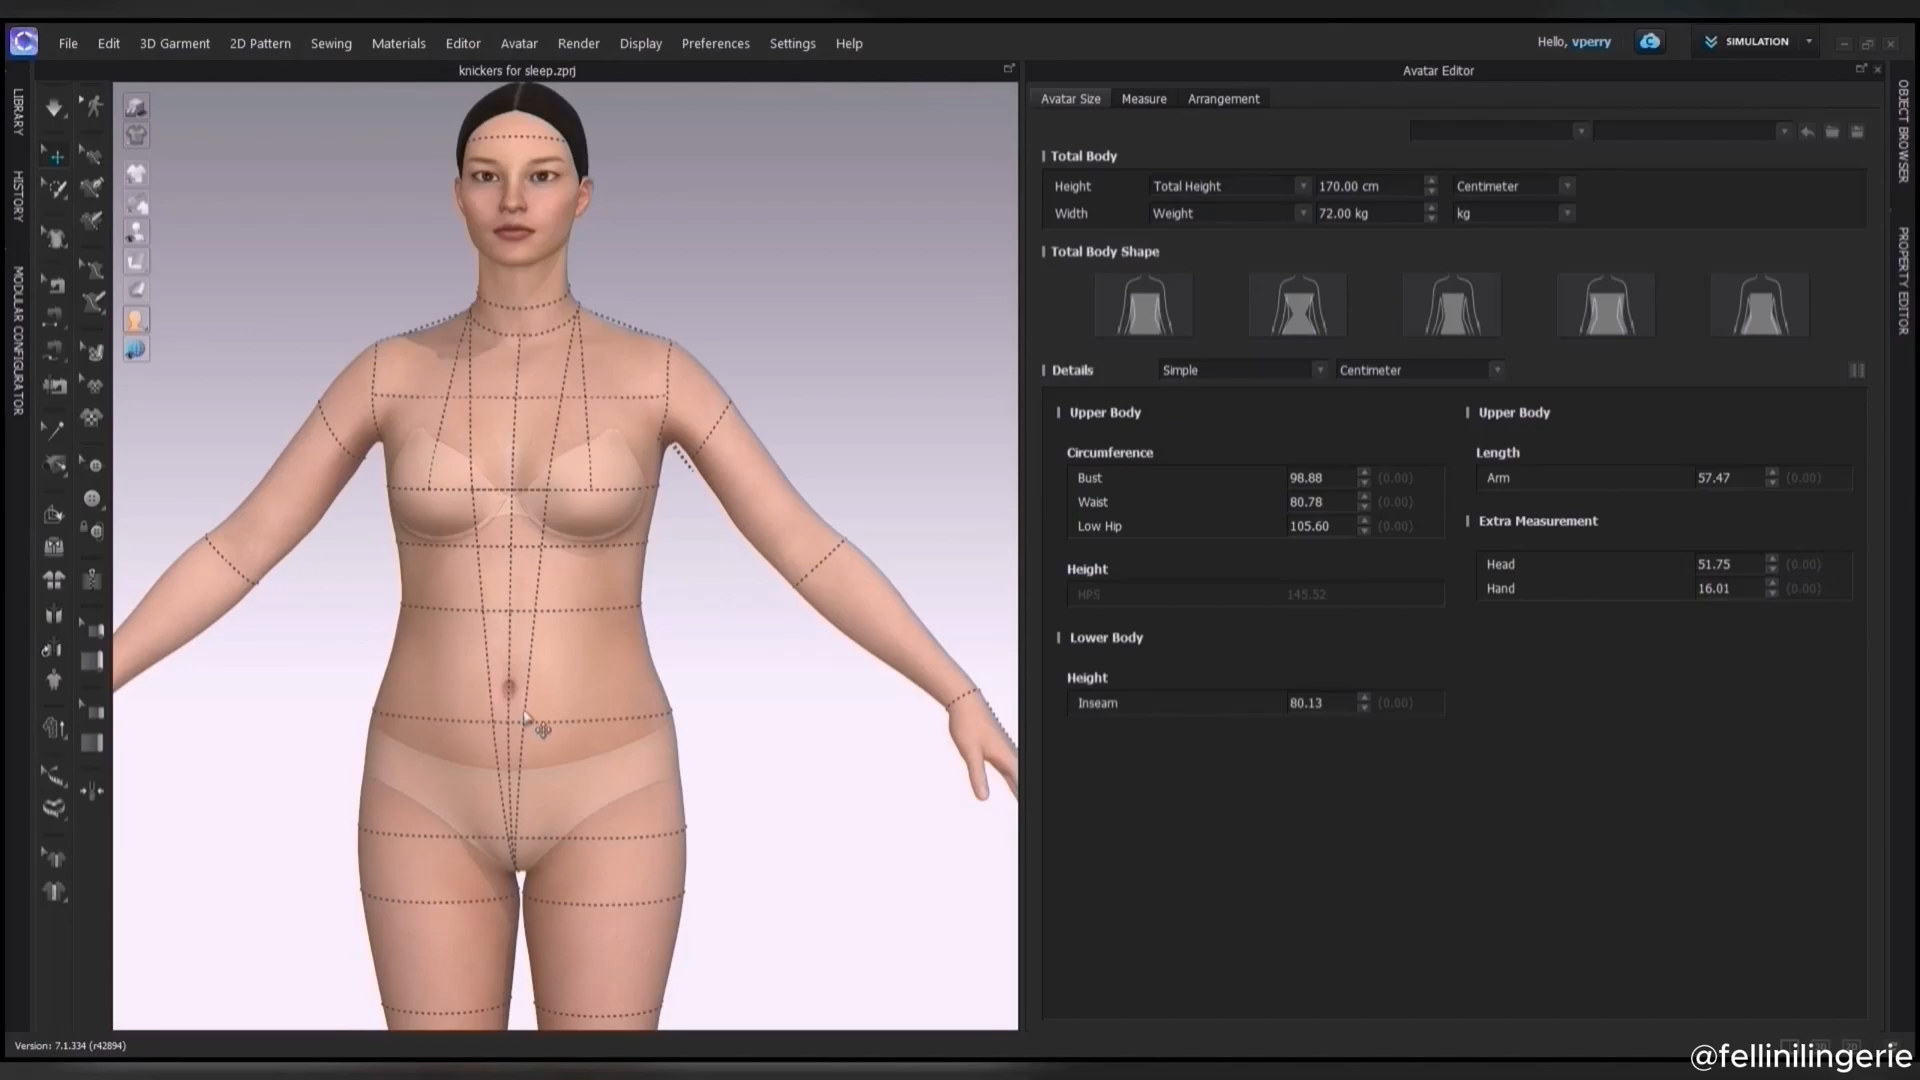 File Edit 3D Garment 2D Pattern Sewing Materials Editor Avatar Render Display Preferences Settings Help
Hello, vperry
SIMULATION
knickers for sleep.zprj
Avatar Editor
LIBRARY
HISTORY
MODULAR CONFIGURATOR
OBJECT BROWSER
PROPERTY EDITOR
Avatar Size Measure Arrangement
Total Body
Height Total Height 170.00 cm Centimeter
Width Weight 72.00 kg kg
Total Body Shape
Details Simple Centimeter
Upper Body
Circumference
Bust 98.88 (0.00)
Waist 80.78 (0.00)
Low Hip 105.60 (0.00)
Height
HPS 145.52
Lower Body
Height
Inseam 80.13 (0.00)
Upper Body
Length
Arm 57.47 (0.00)
Extra Measurement
Head 51.75 (0.00)
Hand 16.01 (0.00)
Version: 7.1.334 (r42894)
@fellinilingerie